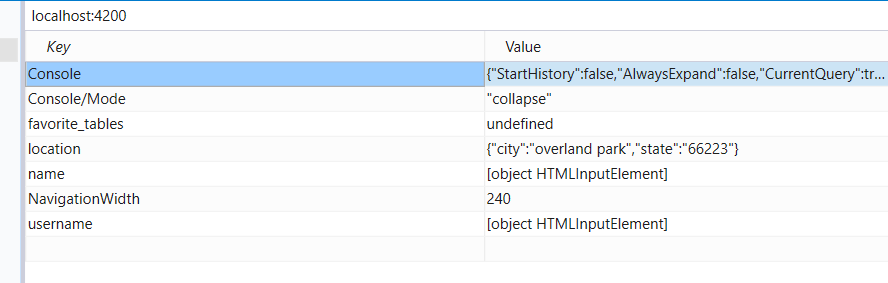 localhost:4200
Key Value
Console {"StartHistory":false,"AlwaysExpand":false,"CurrentQuery":tr...
Console/Mode "collapse"
favorite_tables undefined
location {"city":"overland park","state":"66223"}
name [object HTMLInputElement]
NavigationWidth 240
username [object HTMLInputElement]